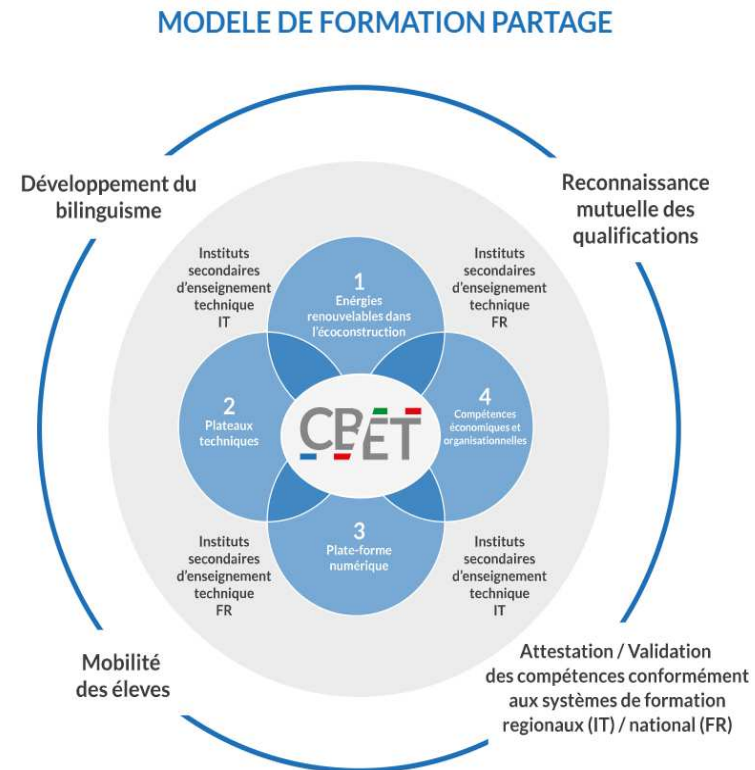 MODELE DE FORMATION PARTAGE
Développement du
bilinguisme
Reconnaissance
mutuelle des
qualifications
Instituts
secondaires
d'enseignement
technique
IT
1
Enérgies
renouvelables dans
l'écoconstruction
Instituts
secondaires
d'enseignement
technique
FR
2
Plateaux
techniques
CBET
4
Compétences
économiques et
organisationnelles
Instituts
secondaires
d'enseignement
technique
FR
3
Plate-forme
numérique
Instituts
secondaires
d'enseignement
technique
IT
Mobilité
des éleves
Attestation / Validation
des compétences conformément
aux systèmes de formation
regionaux (IT) / national (FR)